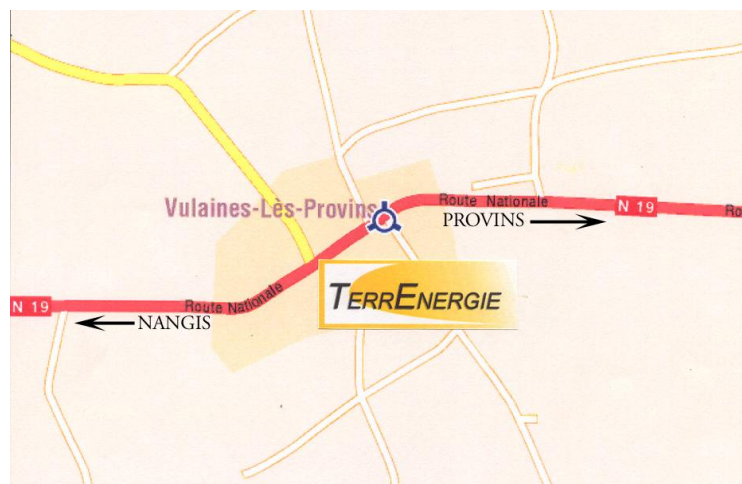 Vulaines-Lès-Provins
Route Nationale
N 19
PROVINS
Ro
TERRENERGIE
N 19
Route Nationale
NANGIS